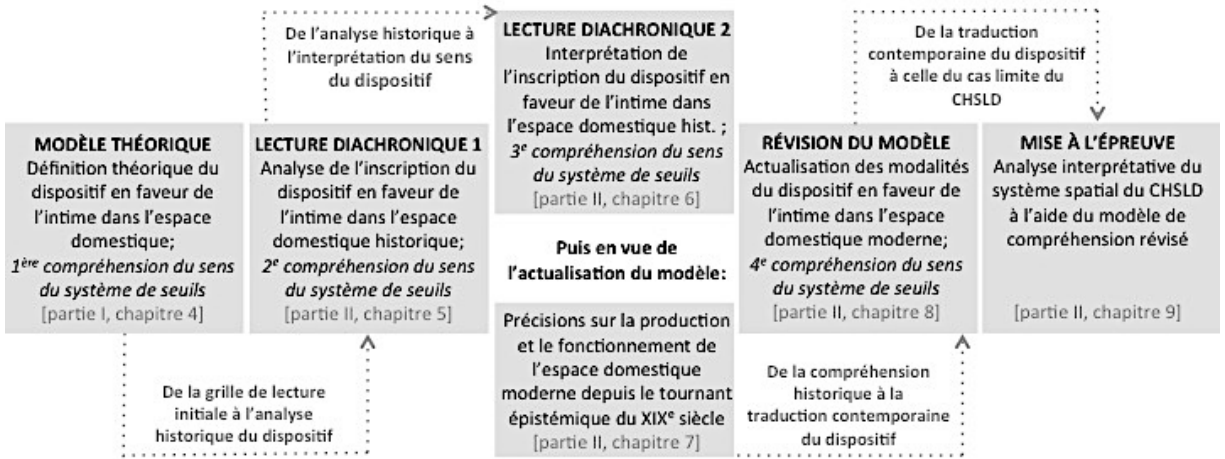 MODÈLE THÉORIQUE
Définition théorique du
dispositif en faveur de
l'intime dans l'espace
domestique;
1ère compréhension du sens
du système de seuils
[partie I, chapitre 4]
De la grille de lecture
initiale à l'analyse
historique du dispositif
LECTURE DIACHRONIQUE 1
Analyse de l'inscription du
dispositif en faveur de
l'intime dans l'espace
domestique historique;
2e compréhension du sens
du système de seuils
[partie II, chapitre 5]
De l'analyse historique à
l'interprétation du sens
du dispositif
LECTURE DIACHRONIQUE 2
Interprétation de
l'inscription du dispositif en
faveur de l'intime dans
l'espace domestique hist. ;
3e compréhension du sens
du système de seuils
[partie II, chapitre 6]
Puis en vue de
l'actualisation du modèle:
Précisions sur la production
et le fonctionnement de
l'espace domestique
moderne depuis le tournant
épistémique du XIXe siècle
[partie II, chapitre 7]
De la compréhension
historique à la
traduction contemporaine
du dispositif
RÉVISION DU MODÈLE
Actualisation des modalités
du dispositif en faveur de
l'intime dans l'espace
domestique moderne;
4e compréhension du sens
du système de seuils
[partie II, chapitre 8]
De la traduction
contemporaine du dispositif
à celle du cas limite du
CHSLD
MISE À L'ÉPREUVE
Analyse interprétative du
système spatial du CHSLD
à l'aide du modèle de
compréhension révisé
[partie II, chapitre 9]